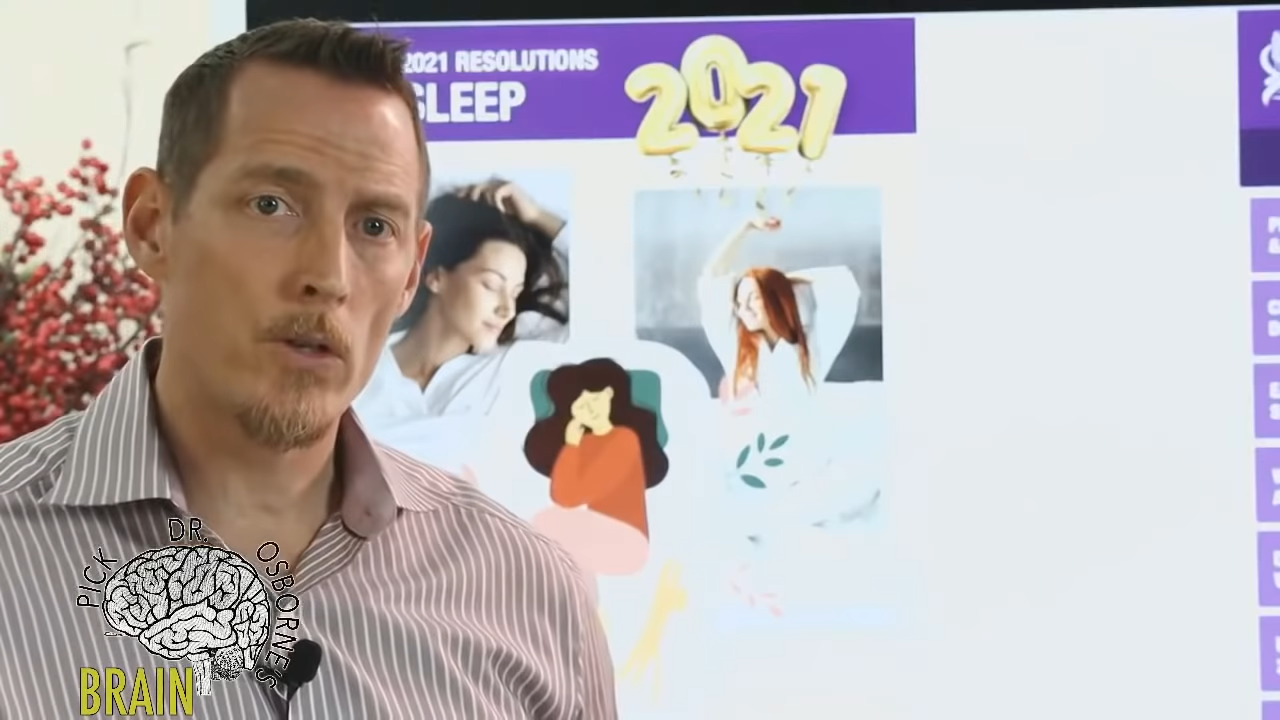 2021 RESOLUTIONS
SLEEP
2021
PICK DR. OSBORNE'S
BRAIN